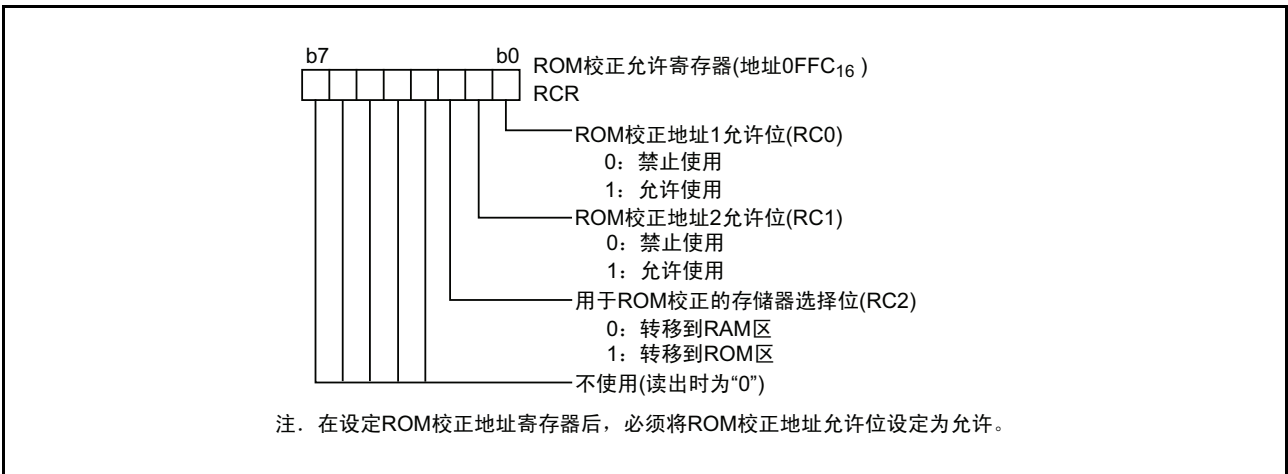 b7 b0 ROM校正允许寄存器(地址0FFC16 )
RCR
ROM校正地址1允许位(RC0)
0：禁止使用
1：允许使用
ROM校正地址2允许位(RC1)
0：禁止使用
1：允许使用
用于ROM校正的存储器选择位(RC2)
0：转移到RAM区
1：转移到ROM区
不使用(读出时为“0”)
注．在设定ROM校正地址寄存器后，必须将ROM校正地址允许位设定为允许。